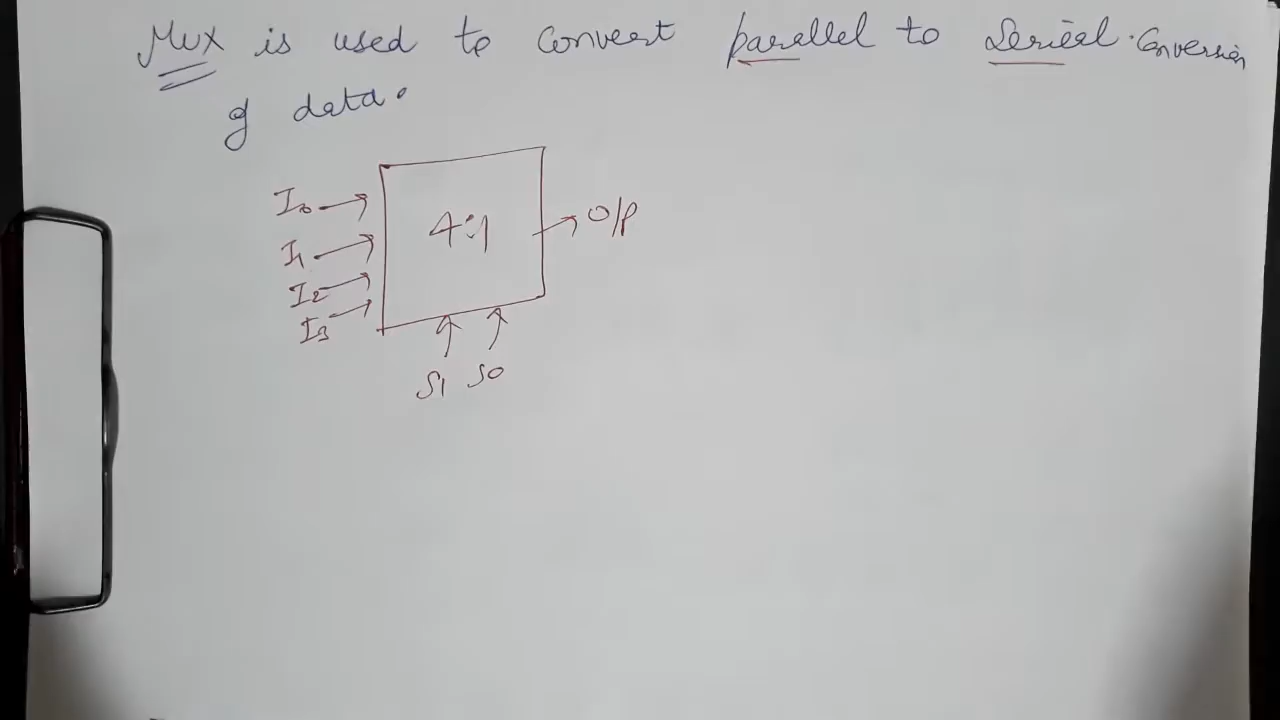 Mux is used to convert parallel to Serial. Conversion
of data.
I0
I1
I2
I3
4:1
O/P
S1 S0